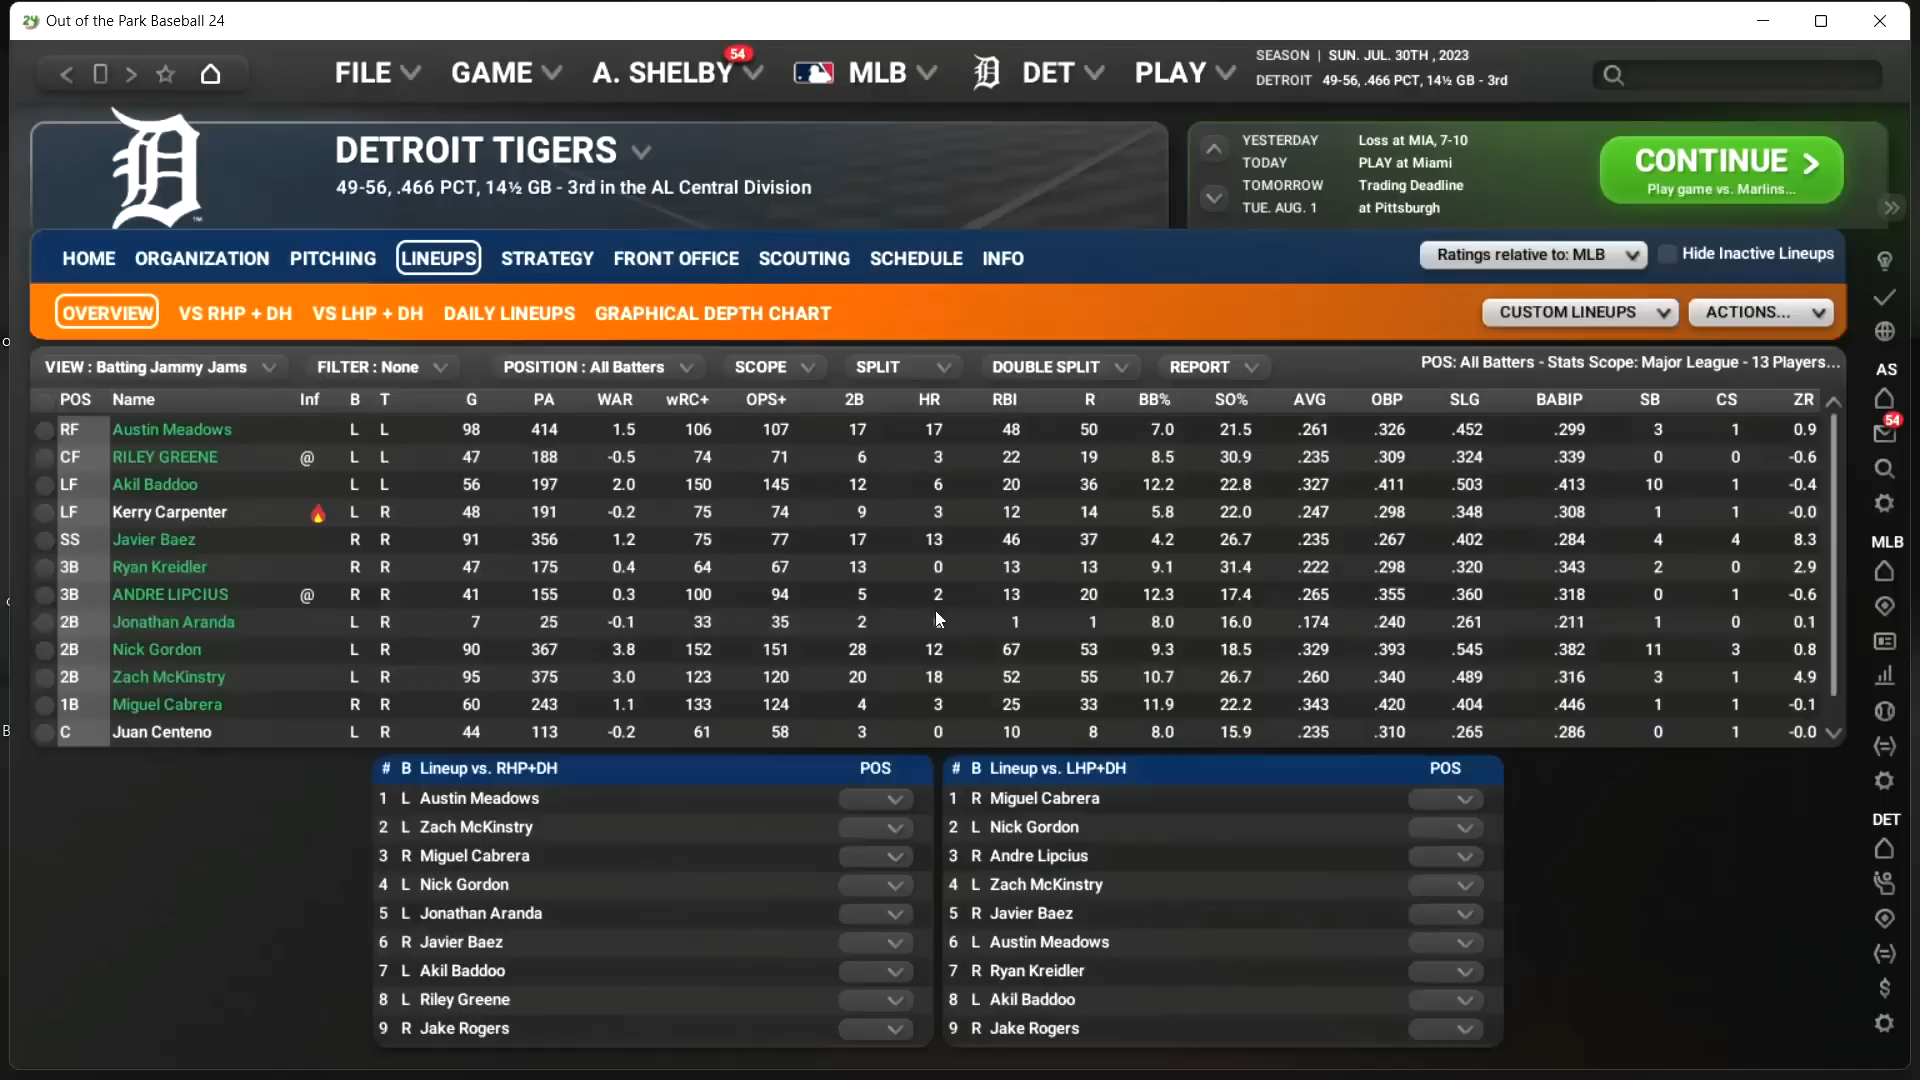 Out of the Park Baseball 24
FILE GAME A. SHELBY 54 MLB DET PLAY
SEASON | SUN. JUL. 30TH , 2023
DETROIT 49-56, .466 PCT, 14½ GB - 3rd
DETROIT TIGERS
49-56, .466 PCT, 14½ GB - 3rd in the AL Central Division
YESTERDAY Loss at MIA, 7-10
TODAY PLAY at Miami
TOMORROW Trading Deadline
TUE. AUG. 1 at Pittsburgh
CONTINUE >
Play game vs. Marlins...
HOME ORGANIZATION PITCHING LINEUPS STRATEGY FRONT OFFICE SCOUTING SCHEDULE INFO
Ratings relative to: MLB Hide Inactive Lineups
OVERVIEW VS RHP + DH VS LHP + DH DAILY LINEUPS GRAPHICAL DEPTH CHART
CUSTOM LINEUPS ACTIONS...
VIEW : Batting Jammy Jams FILTER : None POSITION : All Batters SCOPE SPLIT DOUBLE SPLIT REPORT
POS: All Batters - Stats Scope: Major League - 13 Players...
POS Name Inf B T G PA WAR wRC+ OPS+ 2B HR RBI R BB% SO% AVG OBP SLG BABIP SB CS ZR
RF Austin Meadows L L 98 414 1.5 106 107 17 17 48 50 7.0 21.5 .261 .326 .452 .299 3 1 0.9
CF RILEY GREENE @ L L 47 188 -0.5 74 71 6 3 22 19 8.5 30.9 .235 .309 .324 .339 0 0 -0.6
LF Akil Baddoo L L 56 197 2.0 150 145 12 6 20 36 12.2 22.8 .327 .411 .503 .413 10 1 -0.4
LF Kerry Carpenter L R 48 191 -0.2 75 74 9 3 12 14 5.8 22.0 .247 .298 .348 .308 1 1 -0.0
SS Javier Baez R R 91 356 1.2 75 77 17 13 46 37 4.2 26.7 .235 .267 .402 .284 4 4 8.3
3B Ryan Kreidler R R 47 175 0.4 64 67 13 0 13 13 9.1 31.4 .222 .298 .320 .343 2 0 2.9
3B ANDRE LIPCIUS @ R R 41 155 0.3 100 94 5 2 13 20 12.3 17.4 .265 .355 .360 .318 0 1 -0.6
2B Jonathan Aranda L R 7 25 -0.1 33 35 2 1 1 8.0 16.0 .174 .240 .261 .211 1 0 0.1
2B Nick Gordon L R 90 367 3.8 152 151 28 12 67 53 9.3 18.5 .329 .393 .545 .382 11 3 0.8
2B Zach McKinstry L R 95 375 3.0 123 120 20 18 52 55 10.7 26.7 .260 .340 .489 .316 3 1 4.9
1B Miguel Cabrera R R 60 243 1.1 133 124 4 3 25 33 11.9 22.2 .343 .420 .404 .446 1 1 -0.1
C Juan Centeno L R 44 113 -0.2 61 58 3 0 10 8 8.0 15.9 .235 .310 .265 .286 0 1 -0.0
AS
54
MLB
DET
# B Lineup vs. RHP+DH POS
1 L Austin Meadows
2 L Zach McKinstry
3 R Miguel Cabrera
4 L Nick Gordon
5 L Jonathan Aranda
6 R Javier Baez
7 L Akil Baddoo
8 L Riley Greene
9 R Jake Rogers
# B Lineup vs. LHP+DH POS
1 R Miguel Cabrera
2 L Nick Gordon
3 R Andre Lipcius
4 L Zach McKinstry
5 R Javier Baez
6 L Austin Meadows
7 R Ryan Kreidler
8 L Akil Baddoo
9 R Jake Rogers